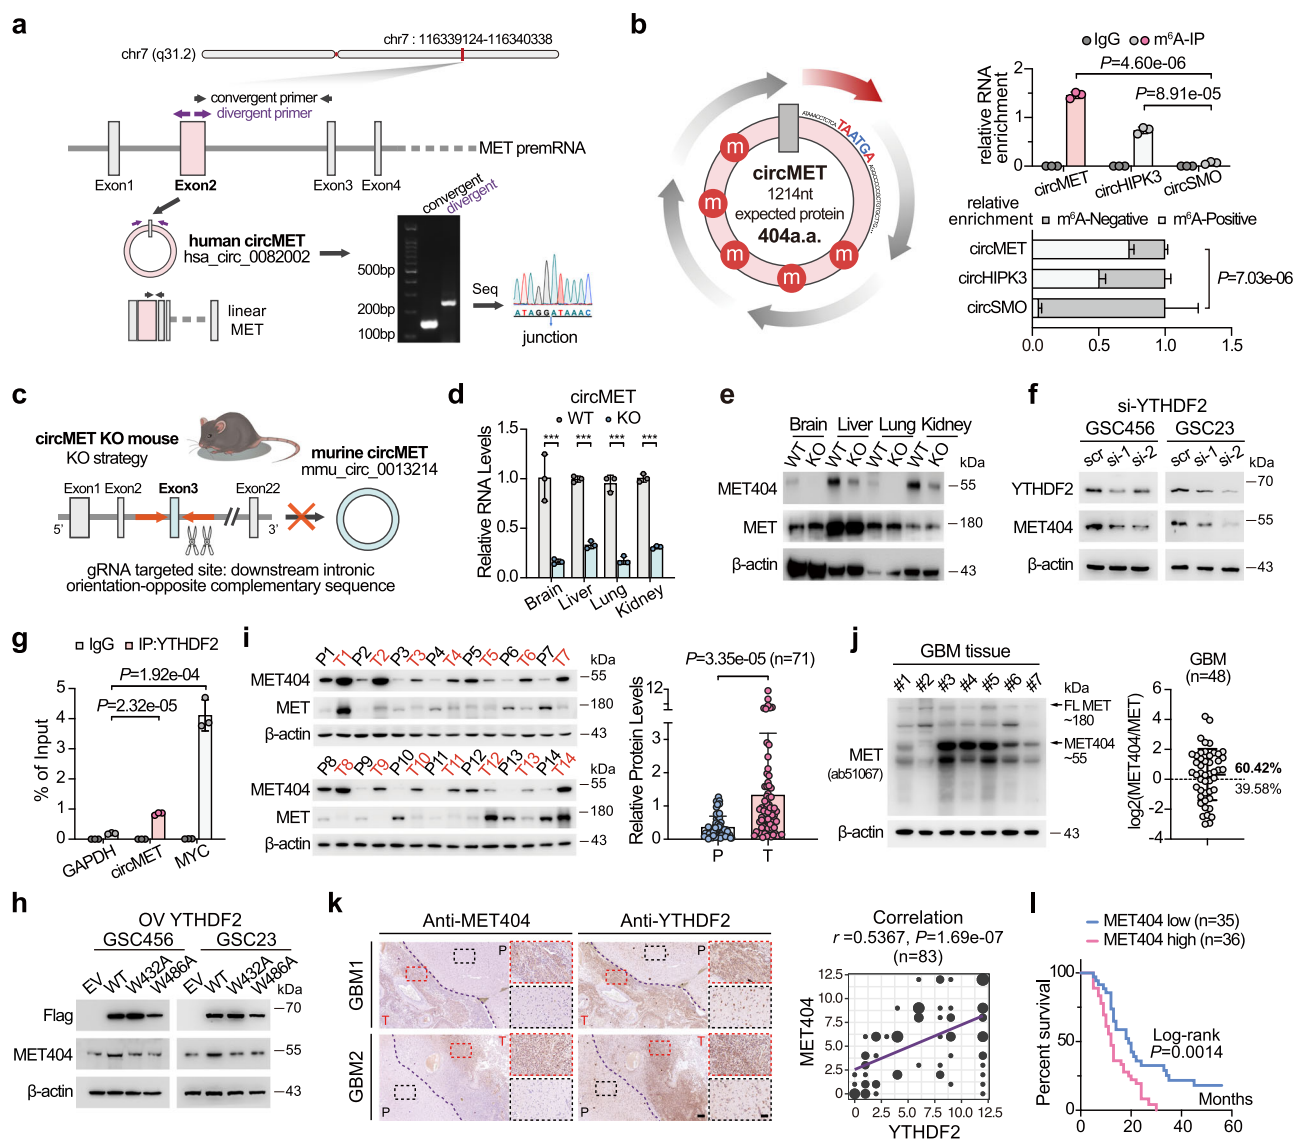 a
chr7 : 116339124-116340338
chr7 (q31.2)
convergent primer
divergent primer
MET premRNA
Exon1
Exon2
Exon3
Exon4
human circMET
hsa_circ_0082002
linear
MET
convergent
divergent
500bp
200bp
100bp
Seq
ATAGGATAAAC
junction
b
TAATGA
m
m
m
m
m
circMET
1214nt
expected protein
404a.a.
IgG
m⁶A-IP
P=4.60e-06
P=8.91e-05
relative RNA
enrichment
2
1
0
circMET
circHIPK3
circSMO
relative
enrichment
m⁶A-Negative
m⁶A-Positive
circMET
circHIPK3
circSMO
P=7.03e-06
0.0 0.5 1.0 1.5
c
circMET KO mouse
KO strategy
murine circMET
mmu_circ_0013214
Exon1 Exon2 Exon3 Exon22
5' 3'
gRNA targeted site: downstream intronic
orientation-opposite complementary sequence
d
circMET
WT KO
*** *** *** ***
Relative RNA Levels
1.5
1.0
0.5
0.0
Brain
Liver
Lung
Kidney
e
Brain Liver Lung Kidney
WT KO WT KO WT KO WT KO
kDa
MET404 55
MET 180
β-actin 43
f
si-YTHDF2
GSC456 GSC23
scr si-1 si-2 scr si-1 si-2
kDa
YTHDF2 70
MET404 55
β-actin 43
g
IgG IP:YTHDF2
P=1.92e-04
P=2.32e-05
% of Input
5
4
3
2
1
0
GAPDH
circMET
MYC
h
OV YTHDF2
GSC456 GSC23
EV WT W432A W486A EV WT W432A W486A
kDa
Flag 70
MET404 55
β-actin 43
i
P1 T1 P2 T2 P3 T3 P4 T4 P5 T5 P6 T6 P7 T7
kDa
MET404 55
MET 180
β-actin 43
P8 T8 P9 T9 P10 T10 P11 T11 P12 T12 P13 T13 P14 T14
kDa
MET404 55
MET 180
β-actin 43
P=3.35e-05 (n=71)
Relative Protein Levels
12
1
3
2
1
0
P T
j
GBM tissue
#1 #2 #3 #4 #5 #6 #7
kDa
FL MET
~180
MET404
~55
MET
(ab51067)
β-actin 43
GBM
(n=48)
log2(MET404/MET)
6
4
2
0
-2
-4
60.42%
39.58%
k
Anti-MET404 Anti-YTHDF2
GBM1
P
T
P
GBM2
T
P
T
P
Correlation
r =0.5367, P=1.69e-07
(n=83)
MET404
12.5
10.0
7.5
5.0
2.5
0
0 2.5 5.0 7.5 10.0 12.5
YTHDF2
l
MET404 low (n=35)
MET404 high (n=36)
Percent survival
100
50
0
Log-rank
P=0.0014
Months
0 20 40 60